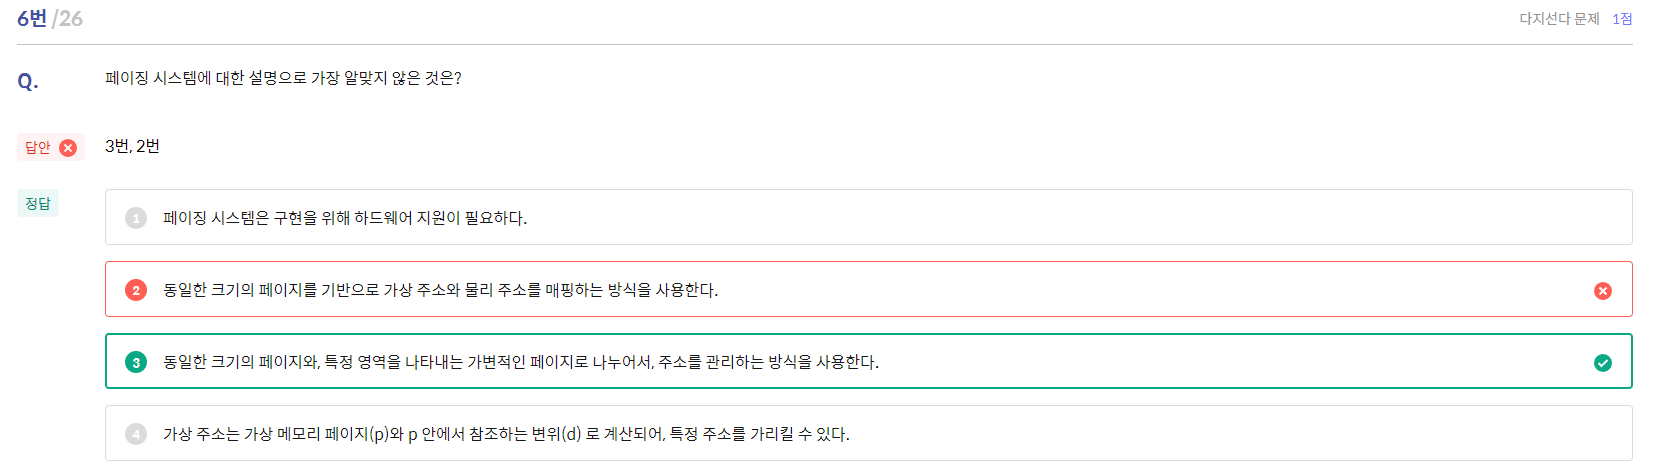 6번 /26
다지선다 문제 1점
Q. 페이징 시스템에 대한 설명으로 가장 알맞지 않은 것은?
답안 3번, 2번
정답
1 페이징 시스템은 구현을 위해 하드웨어 지원이 필요하다.
2 동일한 크기의 페이지를 기반으로 가상 주소와 물리 주소를 매핑하는 방식을 사용한다.
3 동일한 크기의 페이지와, 특정 영역을 나타내는 가변적인 페이지로 나누어서, 주소를 관리하는 방식을 사용한다.
4 가상 주소는 가상 메모리 페이지(p)와 p 안에서 참조하는 변위(d) 로 계산되어, 특정 주소를 가리킬 수 있다.